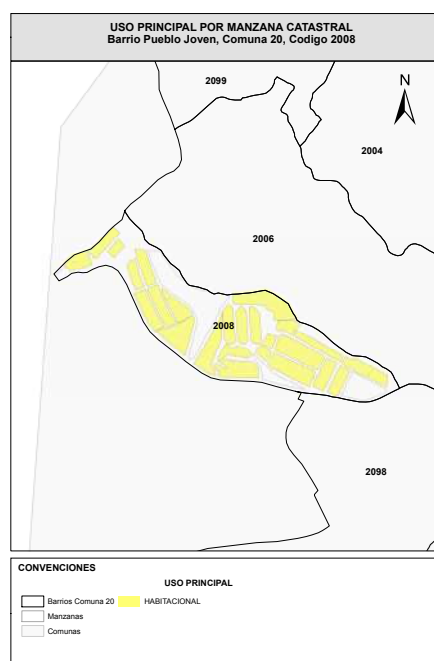 USO PRINCIPAL POR MANZANA CATASTRAL
Barrio Pueblo Joven, Comuna 20, Codigo 2008
2099
N
2004
2006
2008
2098
CONVENCIONES
USO PRINCIPAL
Barrios Comuna 20
HABITACIONAL
Manzanas
Comunas